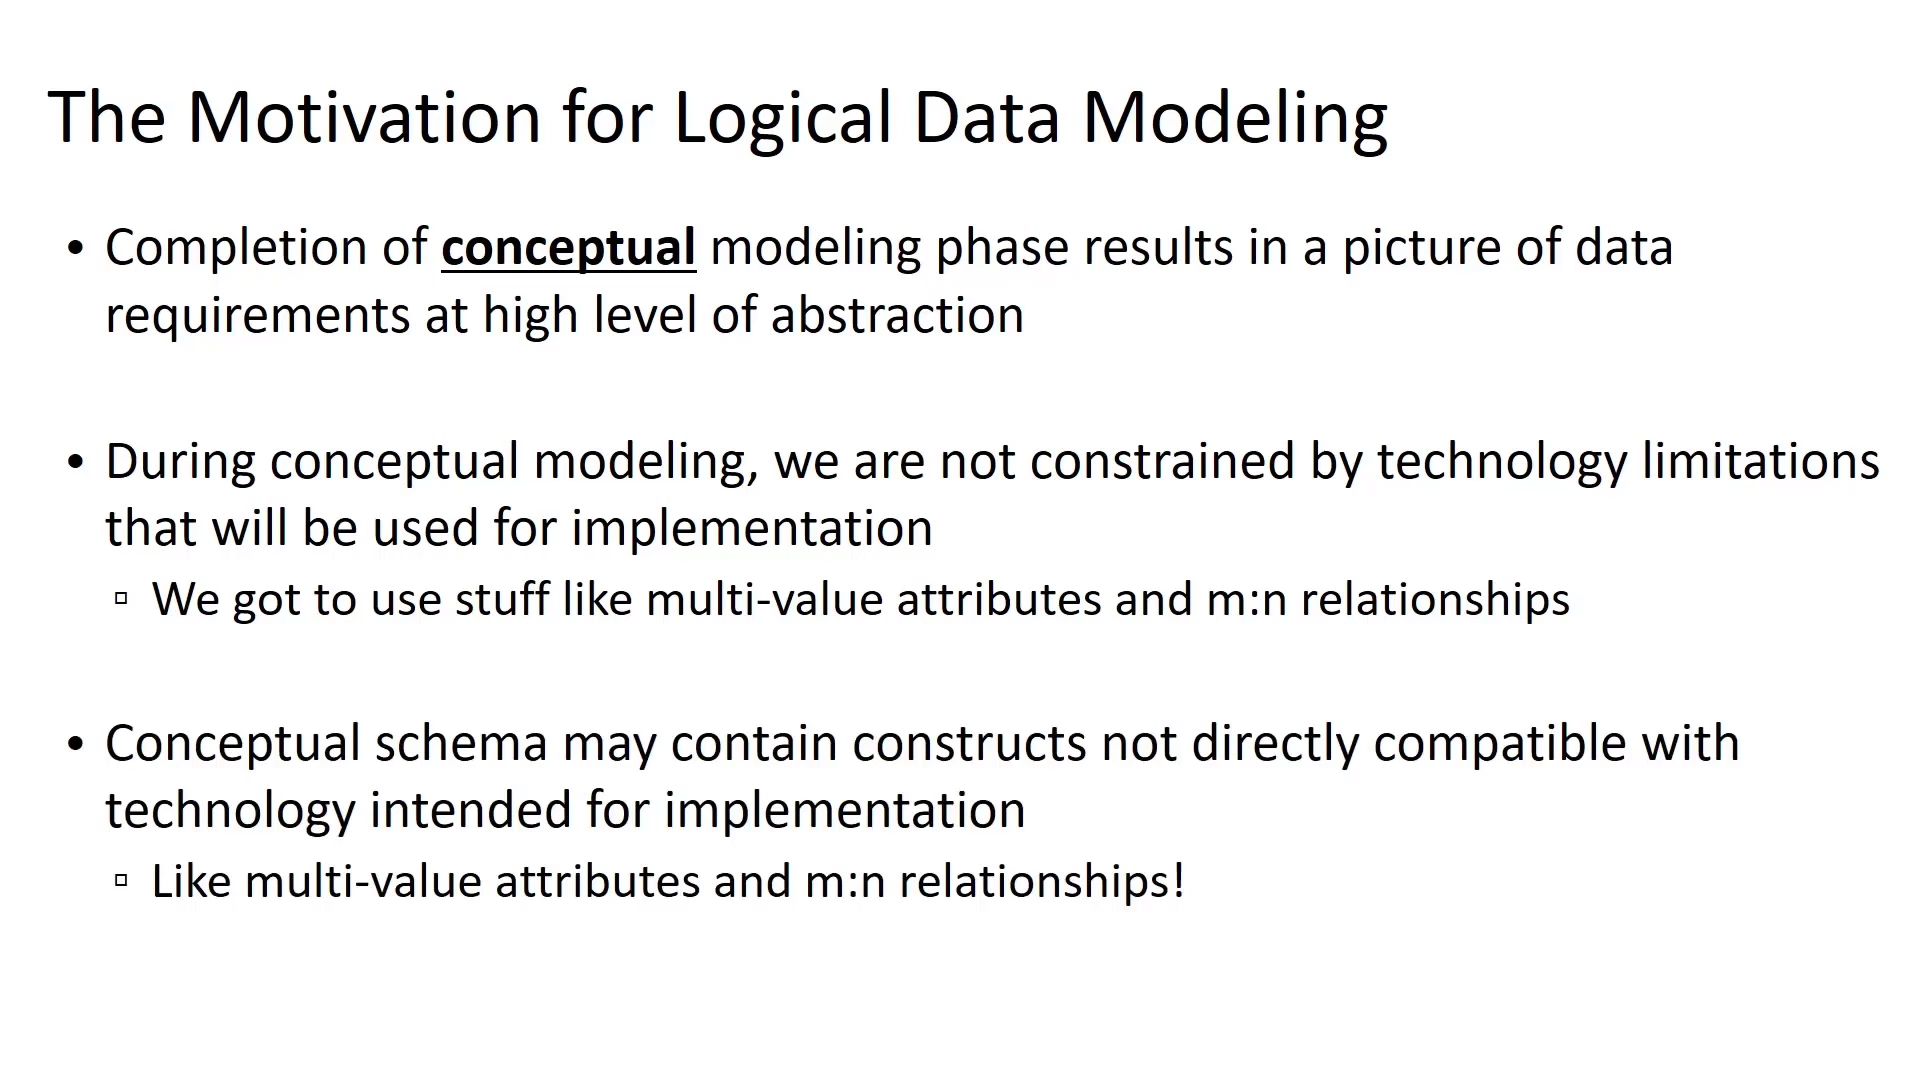 The Motivation for Logical Data Modeling
• Completion of conceptual modeling phase results in a picture of data
requirements at high level of abstraction
• During conceptual modeling, we are not constrained by technology limitations
that will be used for implementation
▫ We got to use stuff like multi-value attributes and m:n relationships
• Conceptual schema may contain constructs not directly compatible with
technology intended for implementation
▫ Like multi-value attributes and m:n relationships!